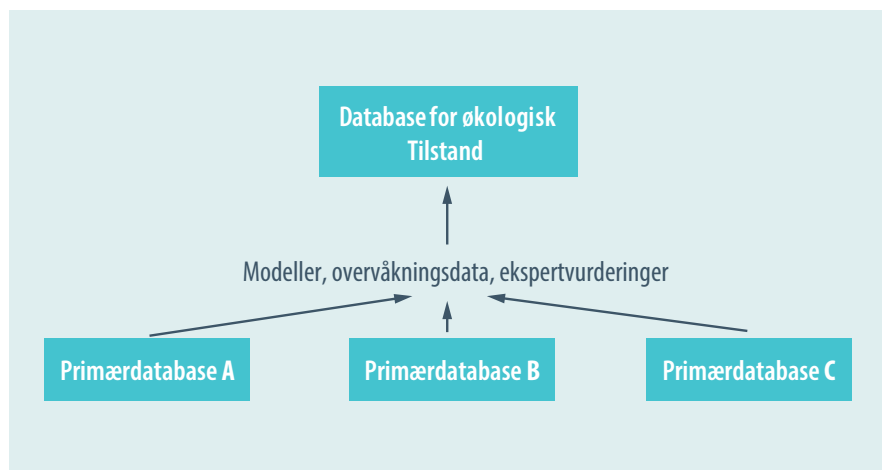 Database for økologisk
Tilstand
Modeller, overvåkningsdata, ekspertvurderinger
Primærdatabase A
Primærdatabase B
Primærdatabase C